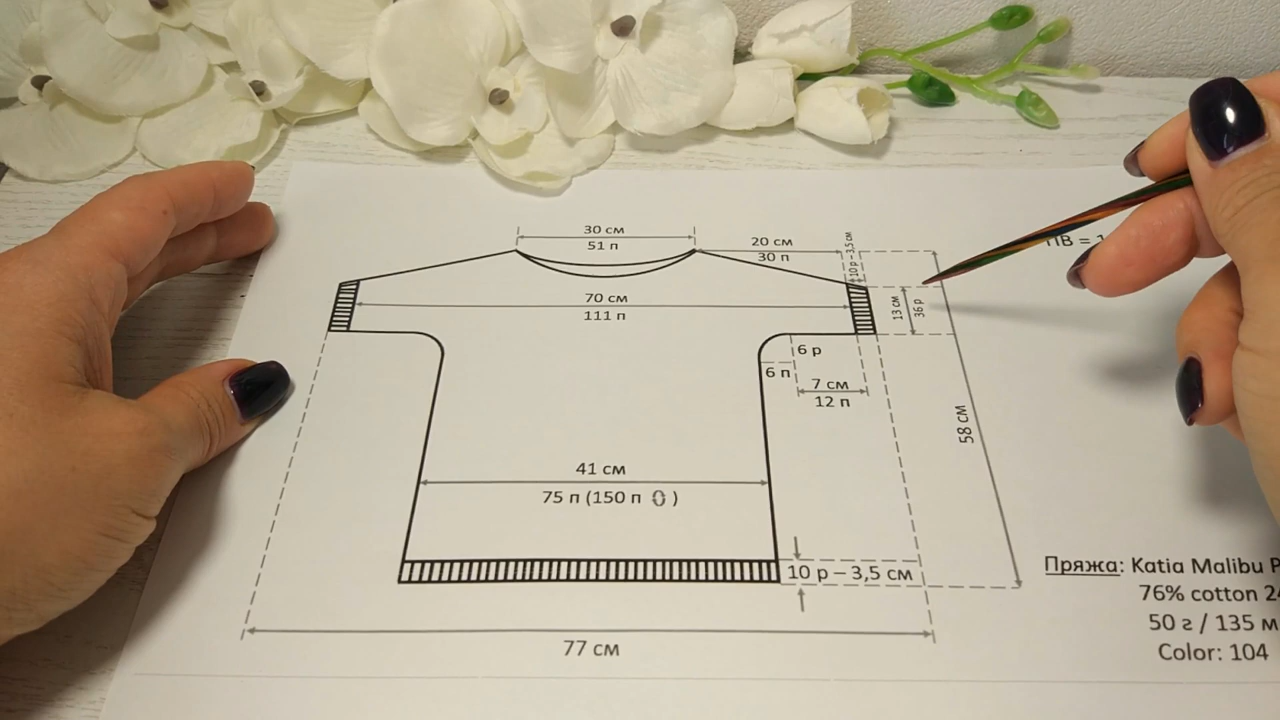 30 см
51 п
20 см
30 п
10 р – 3,5 см
ПВ =
70 см
111 п
13 см
36 р
6 р
6 п
7 см
12 п
58 см
41 см
75 п (150 п )
10 р – 3,5 см
77 см
Пряжа: Katia Malibu P
76% cotton 24
50 г / 135 м
Color: 104